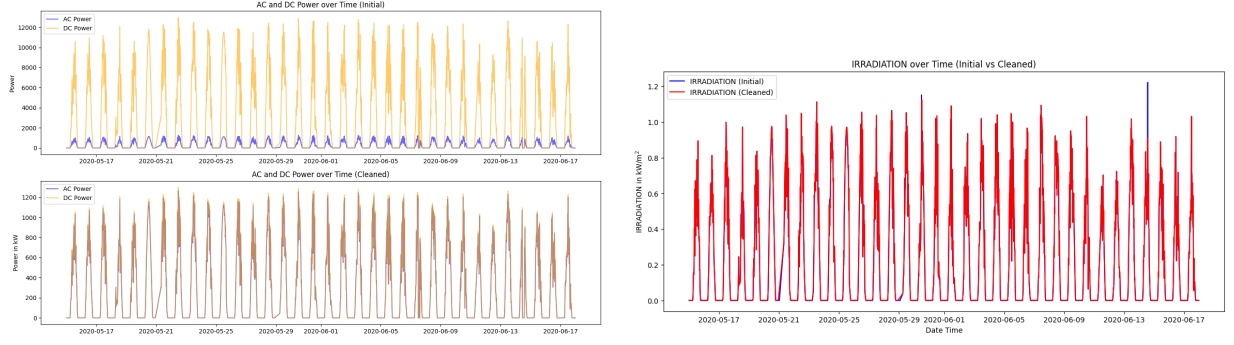 AC and DC Power over Time (Initial)
AC Power
DC Power
Power
12000
10000
8000
6000
4000
2000
0
2020-05-17 2020-05-21 2020-05-25 2020-05-29 2020-06-01 2020-06-05 2020-06-09 2020-06-13 2020-06-17
AC and DC Power over Time (Cleaned)
AC Power
DC Power
Power in kW
1200
1000
800
600
400
200
0
2020-05-17 2020-05-21 2020-05-25 2020-05-29 2020-06-01 2020-06-05 2020-06-09 2020-06-13 2020-06-17
IRRADIATION over Time (Initial vs Cleaned)
IRRADIATION (Initial)
IRRADIATION (Cleaned)
IRRADIATION in kW/m²
1.2
1.0
0.8
0.6
0.4
0.2
0.0
2020-05-17 2020-05-21 2020-05-25 2020-05-29 2020-06-01 2020-06-05 2020-06-09 2020-06-13 2020-06-17
Date Time